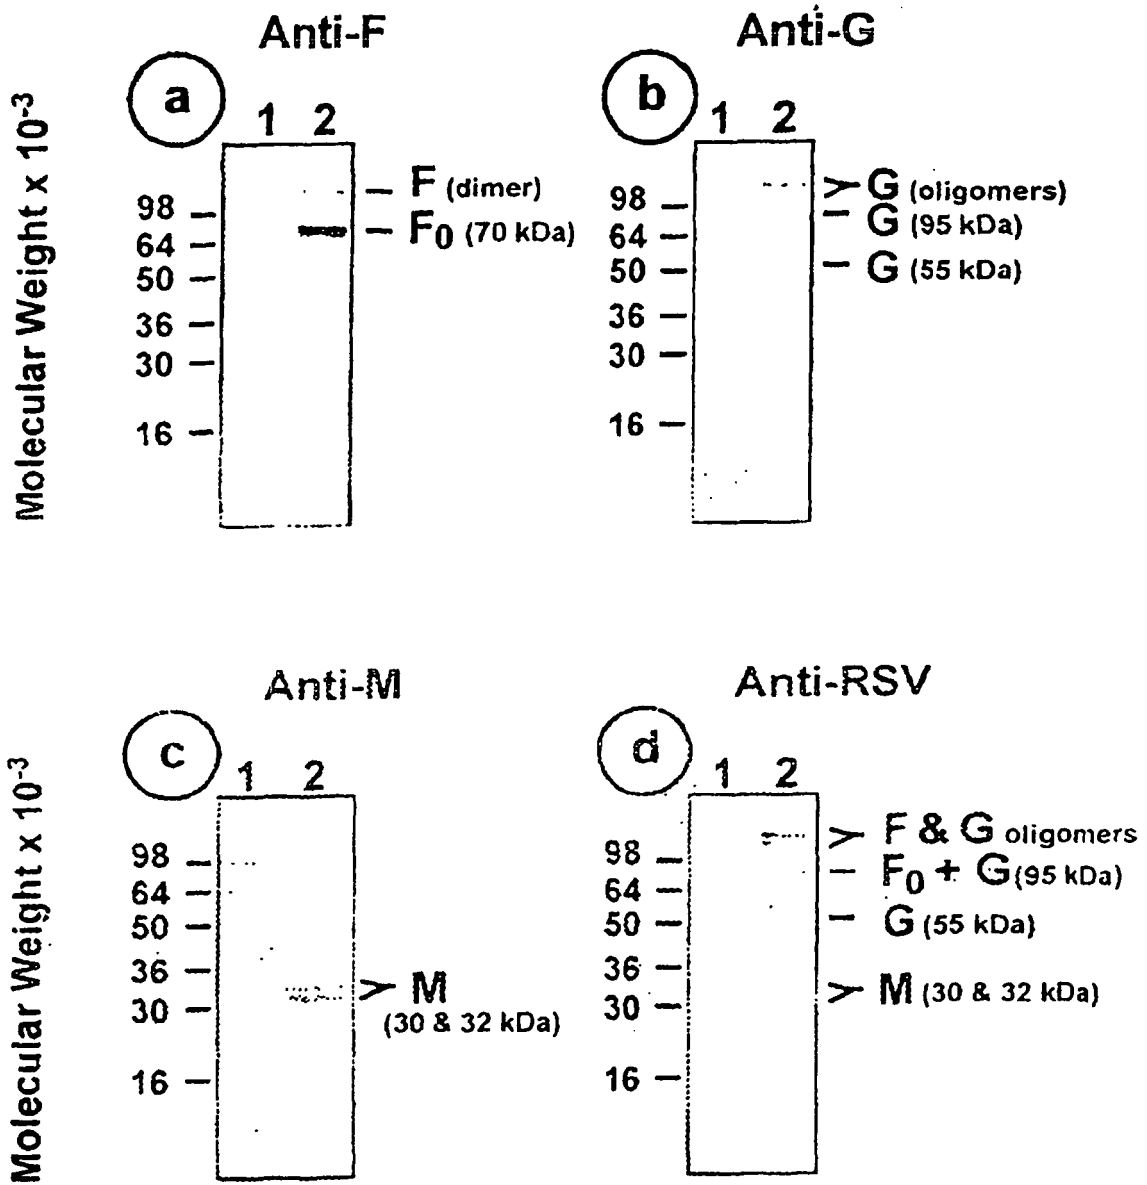 Anti-F
a
1 2
Molecular Weight x 10-3
F (dimer)
F0 (70 kDa)
98
64
50
36
30
16
Anti-G
b
1 2
G (oligomers)
G (95 kDa)
G (55 kDa)
98
64
50
36
30
16
Anti-M
c
1 2
Molecular Weight x 10-3
98
64
50
36
30
16
M
(30 & 32 kDa)
Anti-RSV
d
1 2
F & G oligomers
F0 + G (95 kDa)
G (55 kDa)
M (30 & 32 kDa)
98
64
50
36
30
16